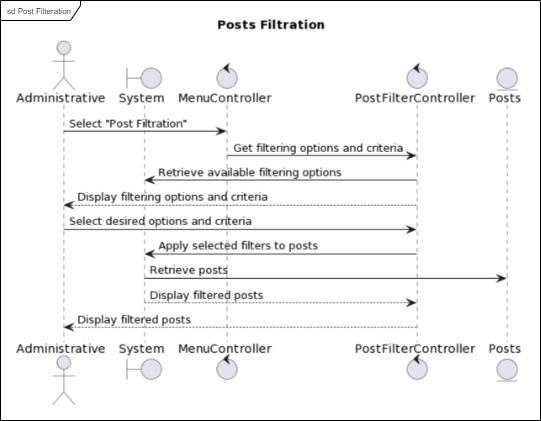 sd Post Filteration
Posts Filtration
Administrative System MenuController PostFilterController Posts
Select "Post Filtration"
Get filtering options and criteria
Retrieve available filtering options
Display filtering options and criteria
Select desired options and criteria
Apply selected filters to posts
Retrieve posts
Display filtered posts
Display filtered posts
Administrative System MenuController PostFilterController Posts